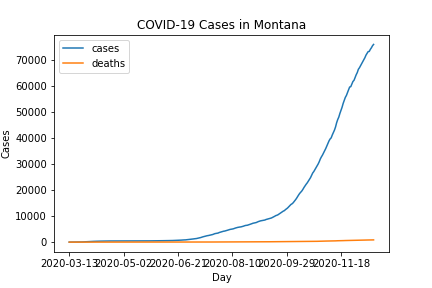 COVID-19 Cases in Montana
cases
deaths
70000
60000
50000
40000
30000
20000
10000
0
Cases
2020-03-13 2020-05-02 2020-06-21 2020-08-10 2020-09-29 2020-11-18
Day